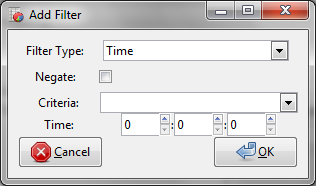 Add Filter
Filter Type: Time
Negate:
Criteria:
Time: 0 : 0 : 0
Cancel OK